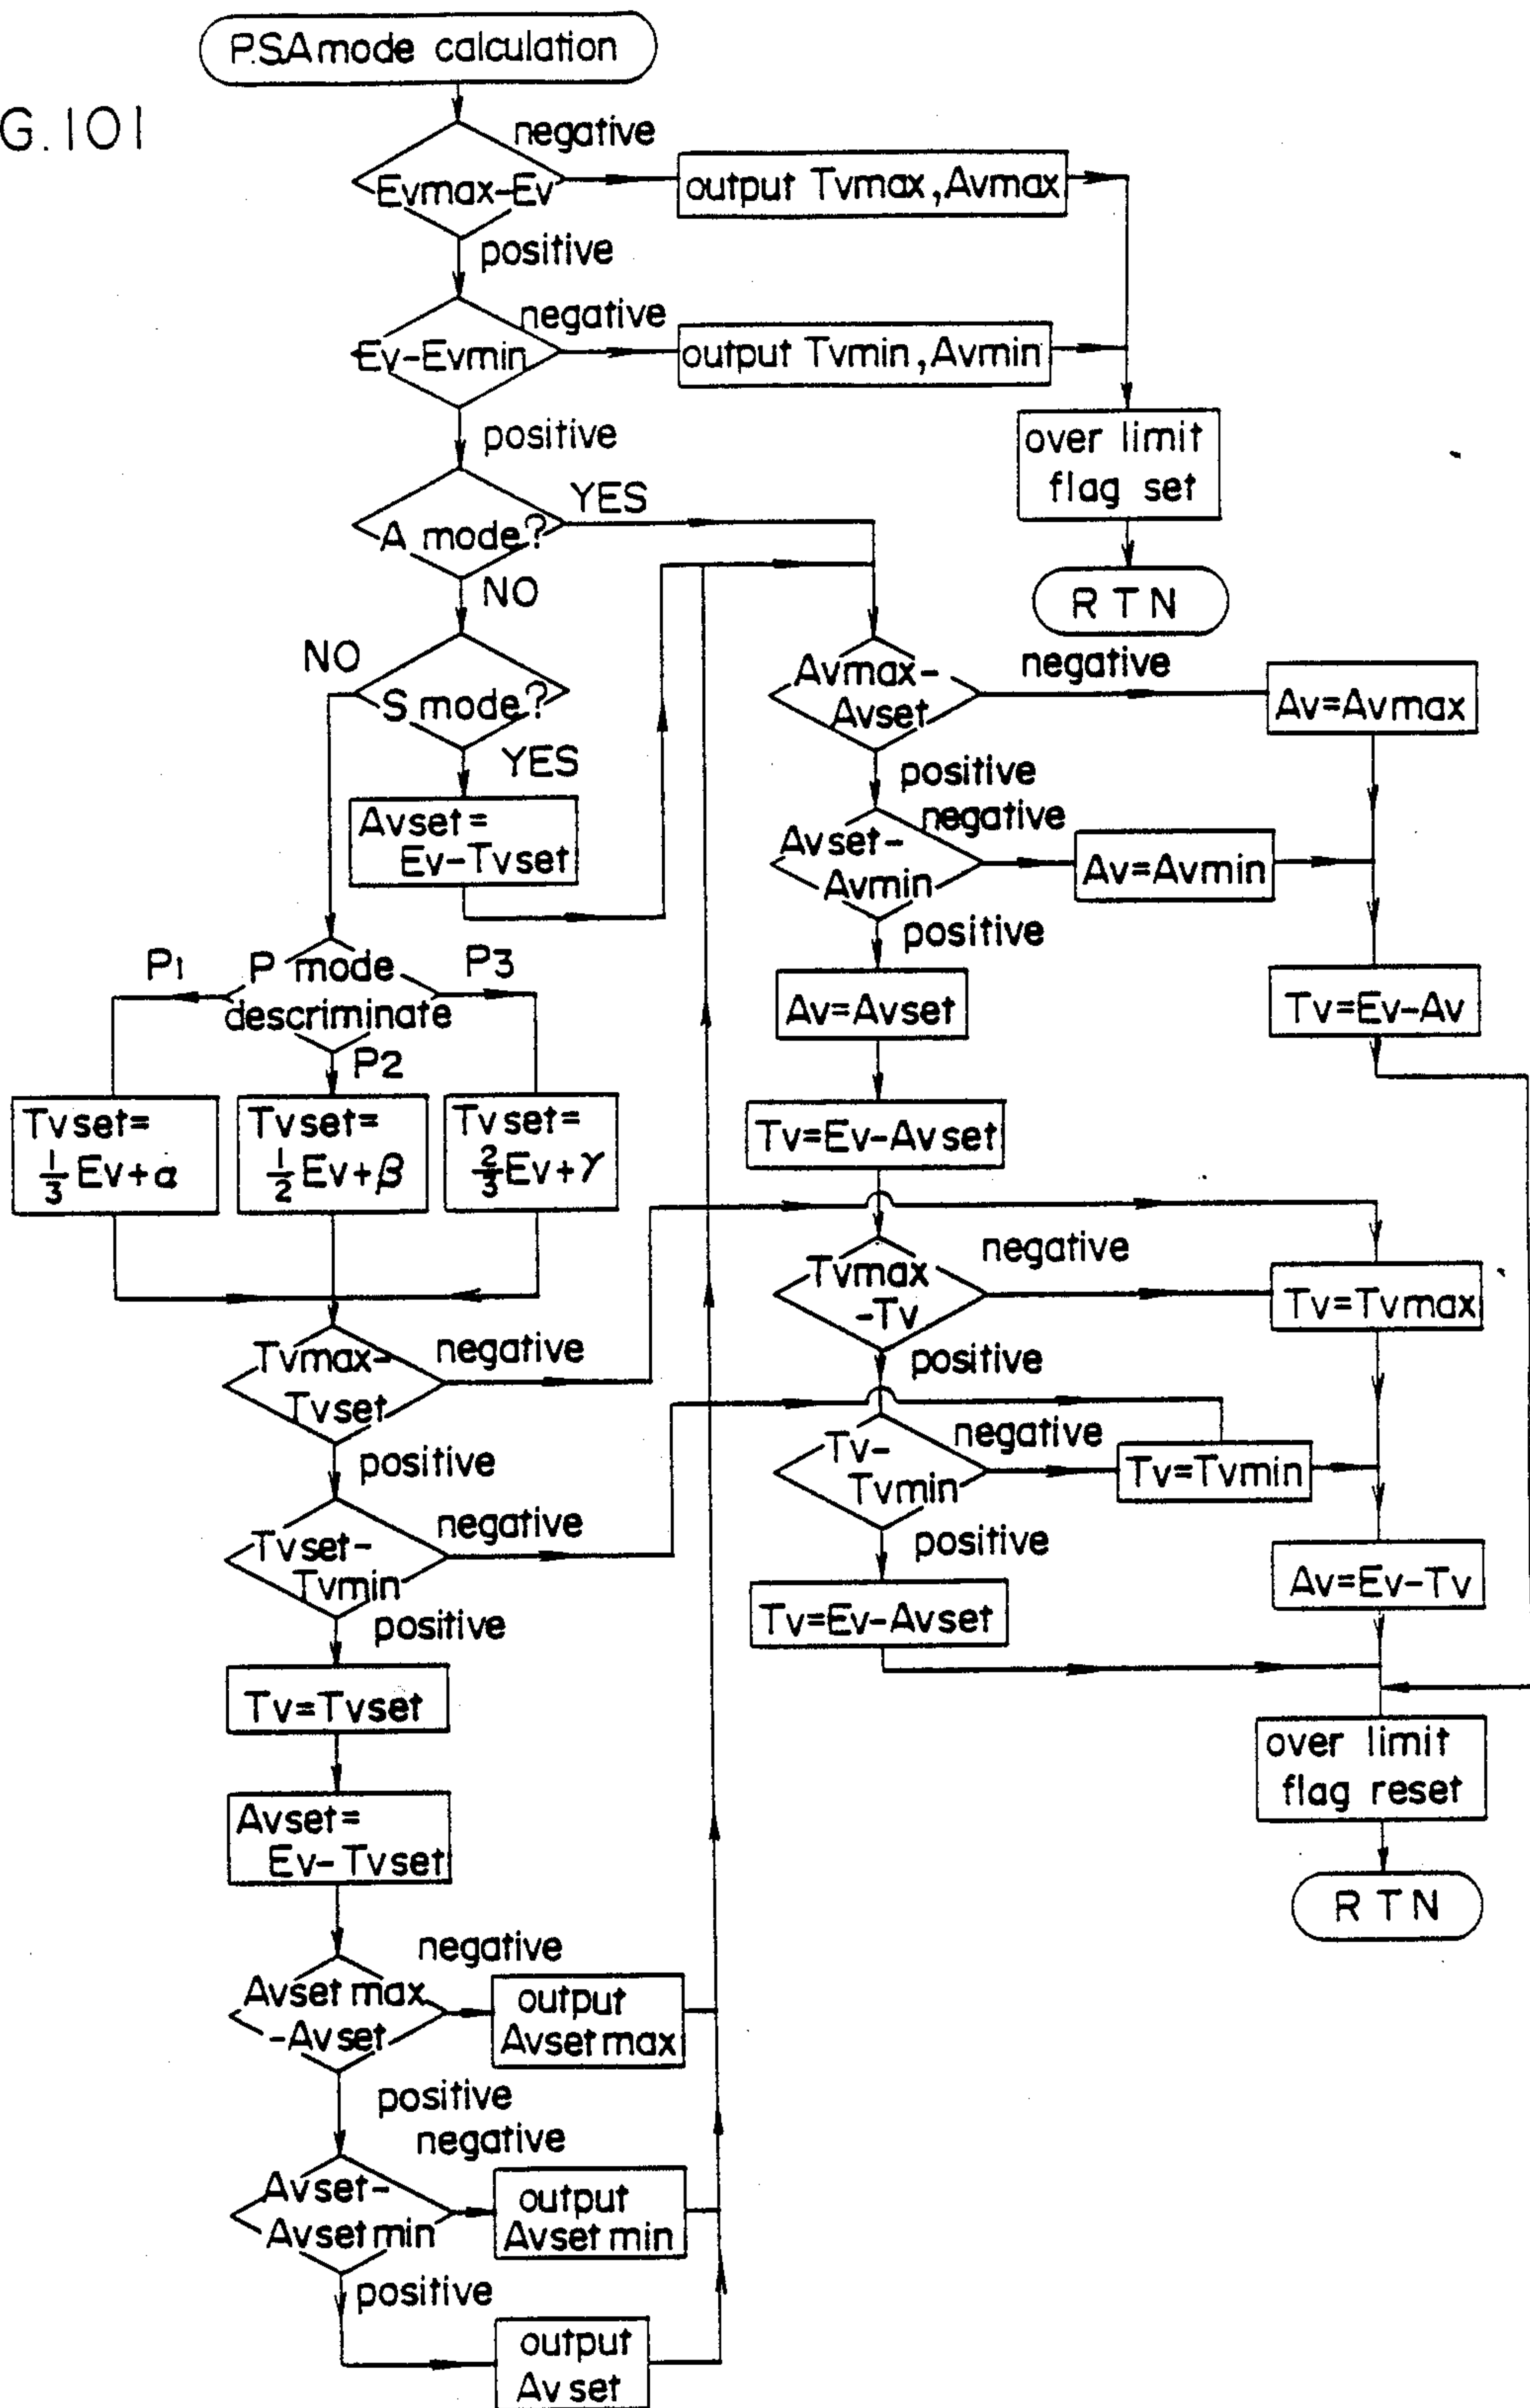 P.S.A mode calculation
G. 101
negative
Evmax-Ev
output Tvmax, Avmax
positive
negative
Ev-Evmin
output Tvmin, Avmin
positive
over limit
flag set
YES
A mode?
NO
R T N
NO
S mode?
YES
Avset=
Ev-Tvset
Avmax-
Avset
negative
Av=Avmax
positive
negative
Avset-
Avmin
Av=Avmin
positive
Av=Avset
Tv=Ev-Av
Tv=Ev-Avset
P1
P mode
descriminate
P3
P2
Tvset=
1/3 Ev+α
Tvset=
1/2 Ev+β
Tvset=
2/3 Ev+γ
Tvmax
-Tv
negative
Tv=Tvmax
positive
Tvmax-
Tvset
negative
positive
Tv-
Tvmin
negative
Tv=Tvmin
positive
Av=Ev-Tv
Tv=Ev-Avset
Tvset-
Tvmin
negative
positive
Tv=Tvset
over limit
flag reset
R T N
Avset=
Ev-Tvset
negative
Avset max
-Avset
output
Avset max
positive
negative
Avset-
Avset min
output
Avset min
positive
output
Av set